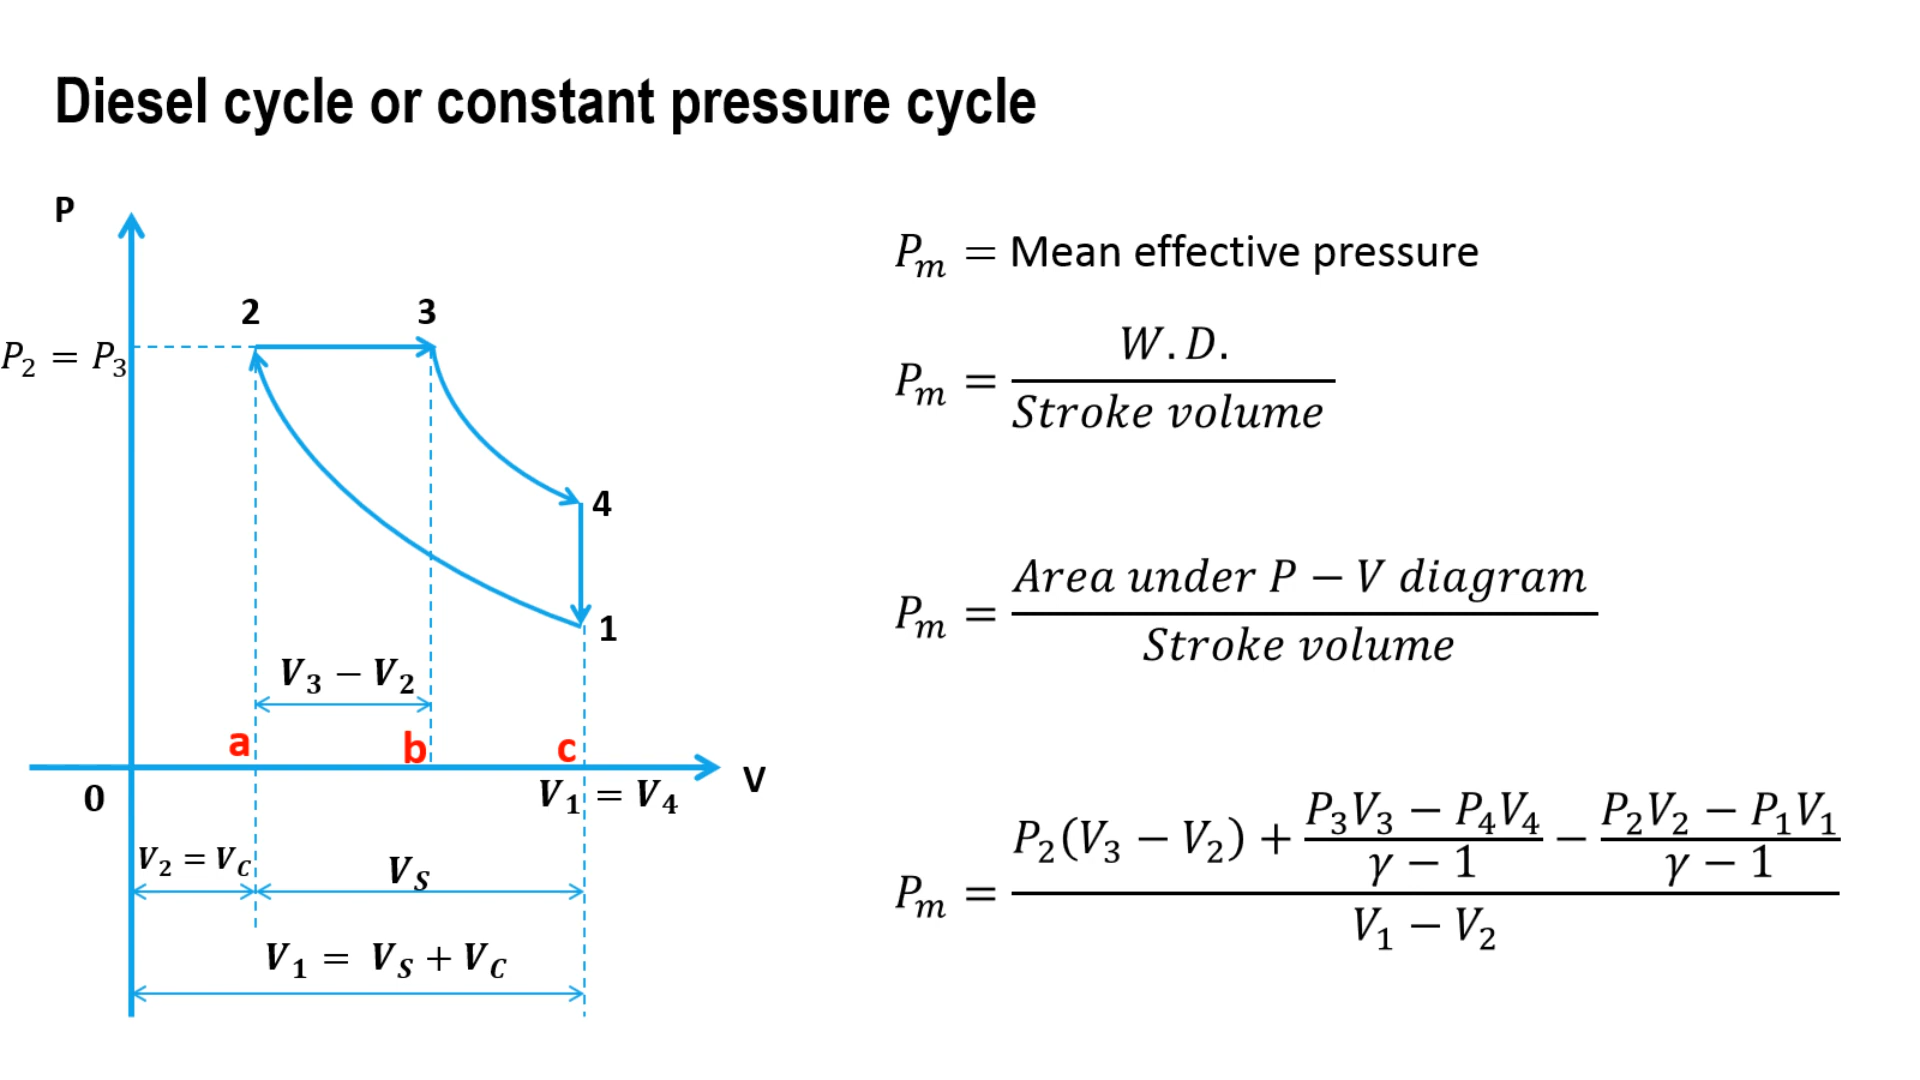 Diesel cycle or constant pressure cycle
P
2
3
P₂ = P₃
4
1
V₃ − V₂
a
b
c
0
V₁ = V₄
V
V₂ = V_C
V_S
V₁ = V_S + V_C
P_m = Mean effective pressure
P_m = W.D. / Stroke volume
P_m = Area under P − V diagram / Stroke volume
P_m = (P₂(V₃ − V₂) + (P₃V₃ − P₄V₄)/(γ − 1) − (P₂V₂ − P₁V₁)/(γ − 1)) / (V₁ − V₂)